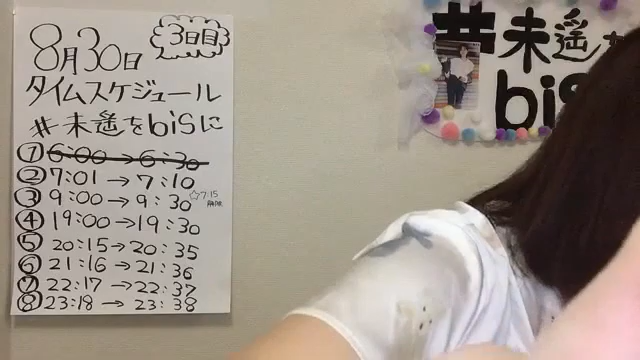 8月30日
3日目
タイムスケジュール
#未遥をbisに
① 6:00→6:30
② 7:01→7:10
③ 9:00→9:30
☆7:15
④ 19:00→19:30
⑤ 20:15→20:35
⑥ 21:16→21:36
⑦ 22:17→22:37
⑧ 23:18→23:38
#未遥を
bis